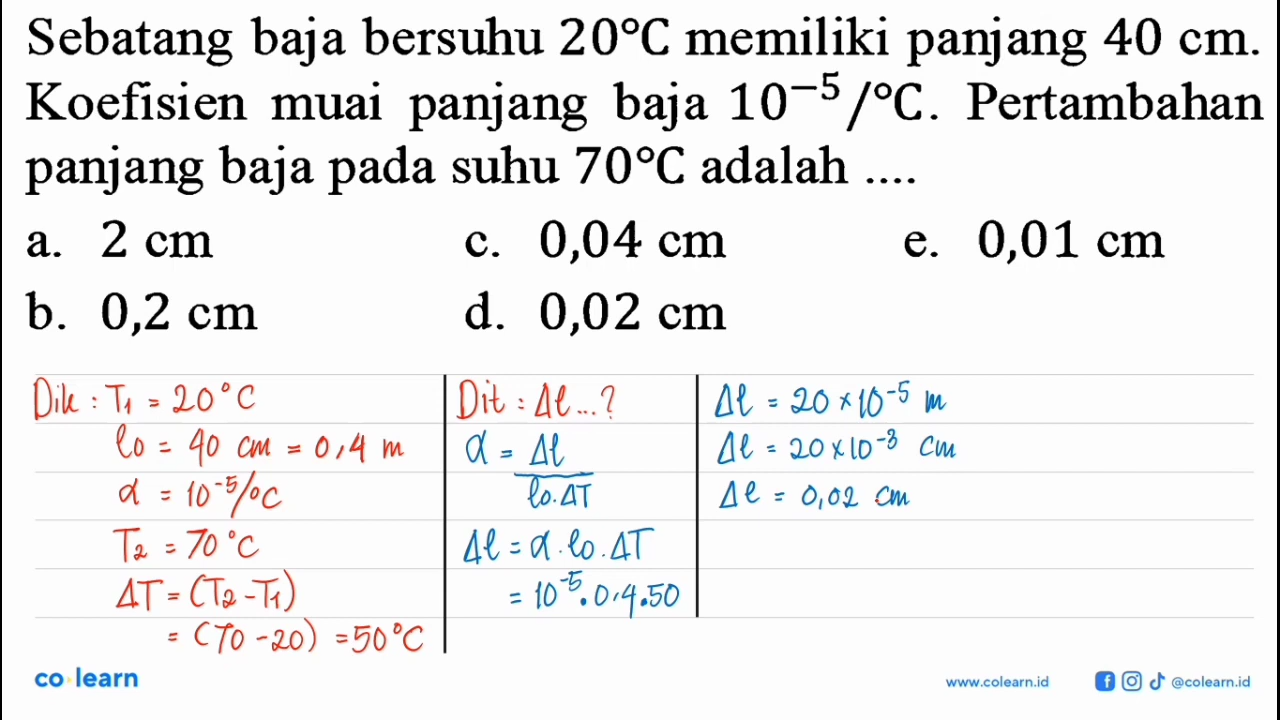 Sebatang baja bersuhu 20°C memiliki panjang 40 cm.
Koefisien muai panjang baja 10⁻⁵/°C. Pertambahan
panjang baja pada suhu 70°C adalah ....
a. 2 cm c. 0,04 cm e. 0,01 cm
b. 0,2 cm d. 0,02 cm
Dik : T₁ = 20°C
l₀ = 40 cm = 0,4 m
α = 10⁻⁵/°C
T₂ = 70°C
ΔT = (T₂ - T₁)
= (70 - 20) = 50°C
Dit : Δl...?
α = Δl
l₀.ΔT
Δl = α . l₀ . ΔT
= 10⁻⁵ . 0,4 . 50
Δl = 20 × 10⁻⁵ m
Δl = 20 × 10⁻³ cm
Δl = 0,02 cm
co learn
www.colearn.id
@colearn.id